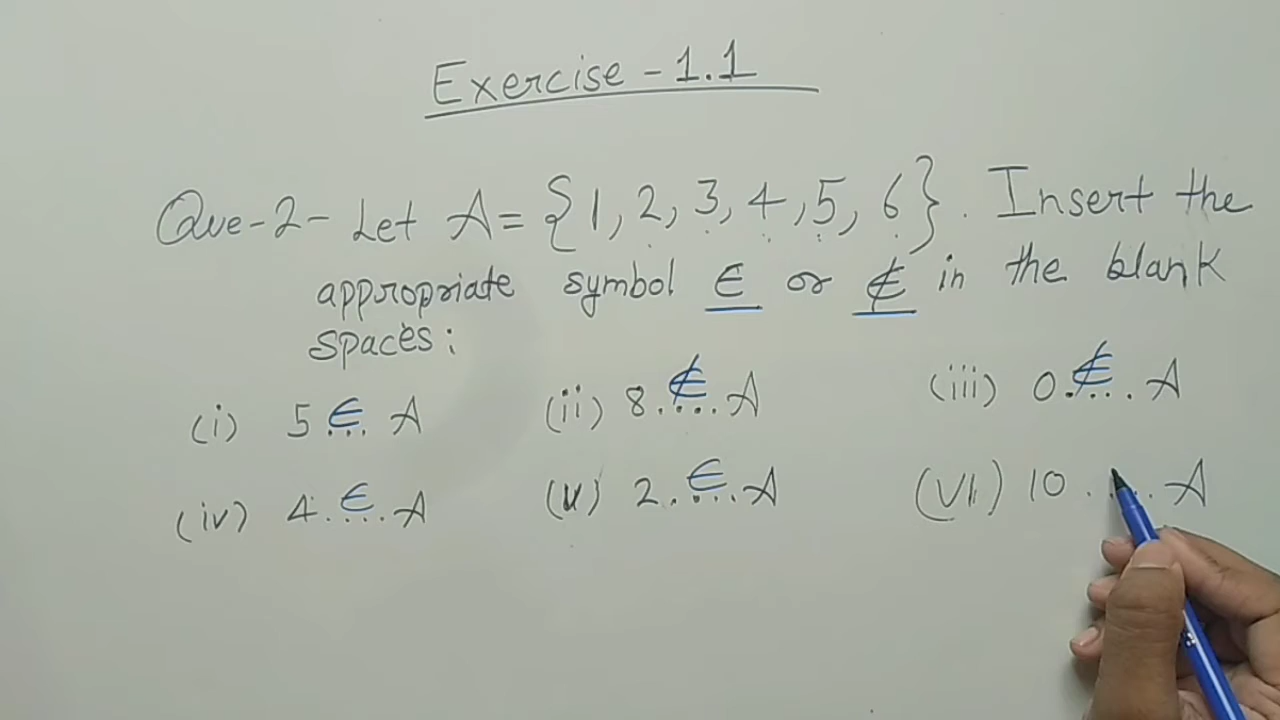 Exercise - 1.1
Que-2- Let A = {1, 2, 3, 4, 5, 6}. Insert the
appropriate symbol ∈ or ∉ in the blank
spaces:
(i) 5 .∈.. A (ii) 8 .∉... A (iii) 0 .∉... A
(iv) 4 .∈... A (v) 2 .∈... A (VI) 10 .... A